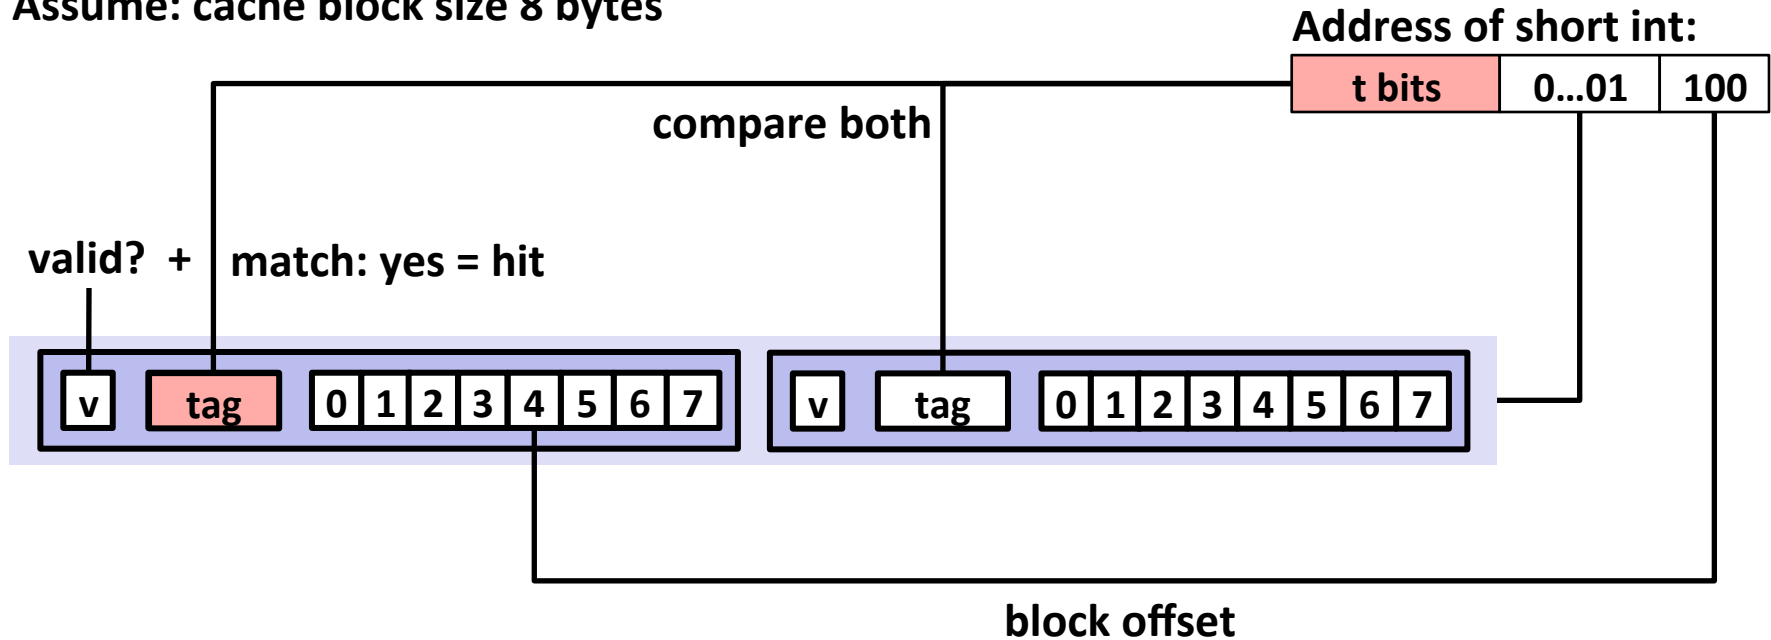 Assume: cache block size 8 bytes
Address of short int:
t bits 0...01 100
compare both
valid? + match: yes = hit
v tag 0 1 2 3 4 5 6 7 v tag 0 1 2 3 4 5 6 7
block offset